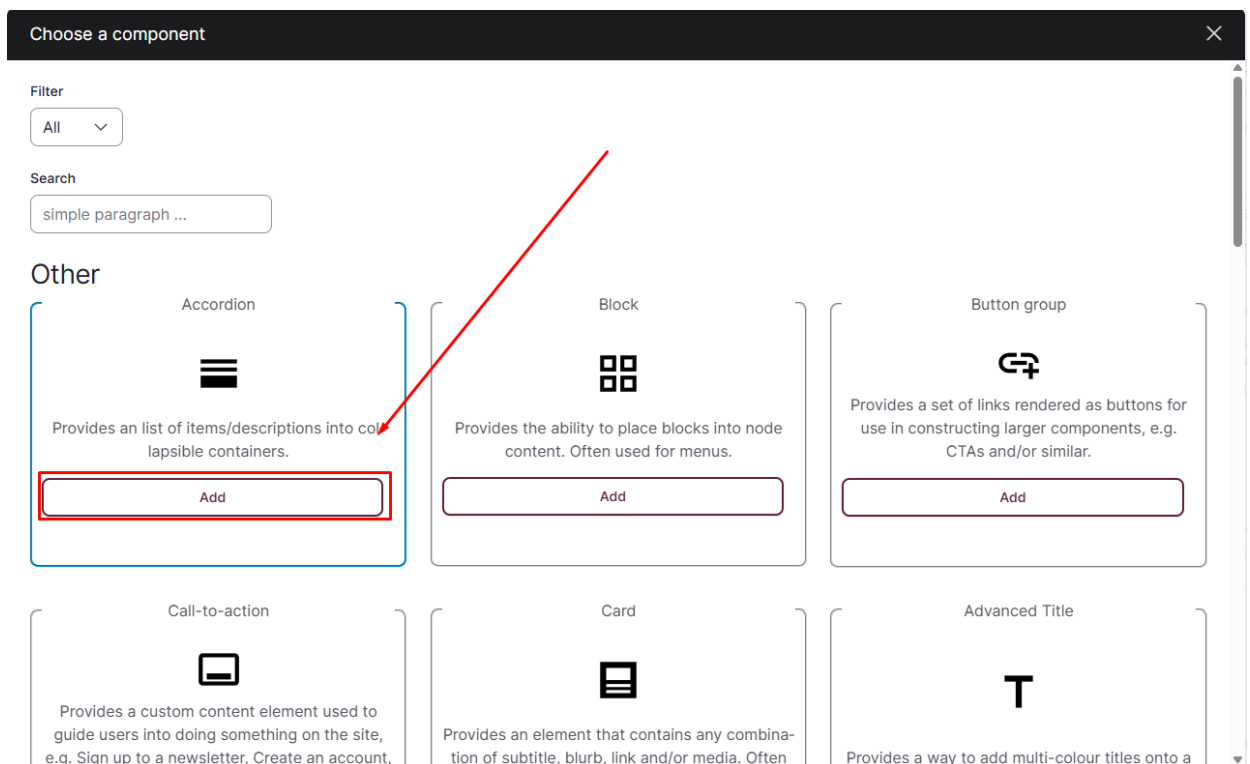 Choose a component
Filter
All
Search
simple paragraph ...
Other
Accordion
Provides an list of items/descriptions into col
lapsible containers.
Add
Block
Provides the ability to place blocks into node
content. Often used for menus.
Add
Button group
Provides a set of links rendered as buttons for
use in constructing larger components, e.g.
CTAs and/or similar.
Add
Call-to-action
Provides a custom content element used to
guide users into doing something on the site,
e.g. Sign up to a newsletter, Create an account,
Card
Provides an element that contains any combina-
tion of subtitle, blurb, link and/or media. Often
Advanced Title
Provides a way to add multi-colour titles onto a